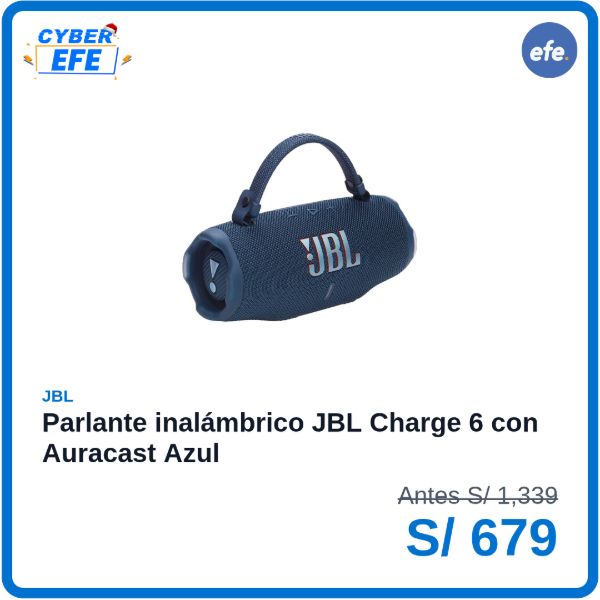 CYBER
EFE
efe.
JBL
JBL
Parlante inalámbrico JBL Charge 6 con
Auracast Azul
Antes S/ 1,339
S/ 679